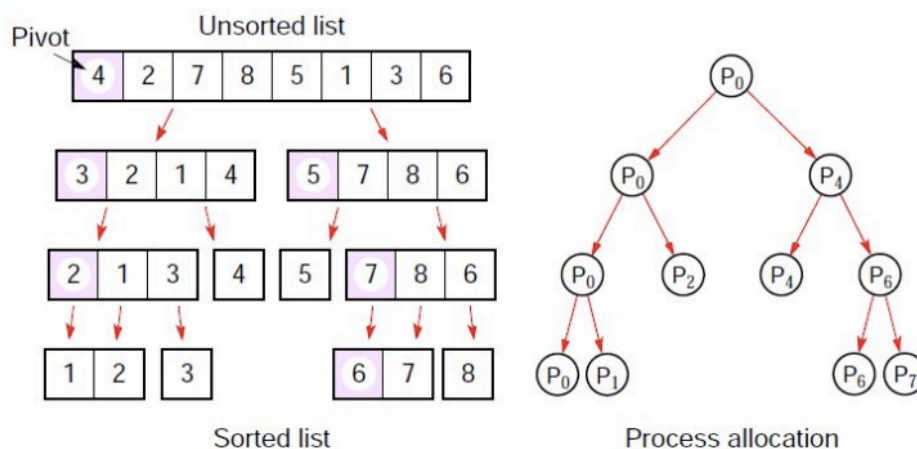 Unsorted list
Pivot
4 2 7 8 5 1 3 6
3 2 1 4 5 7 8 6
2 1 3 4 5 7 8 6
1 2 3 6 7 8
Sorted list
P0
P0 P4
P0 P2 P4 P6
P0 P1 P6 P7
Process allocation